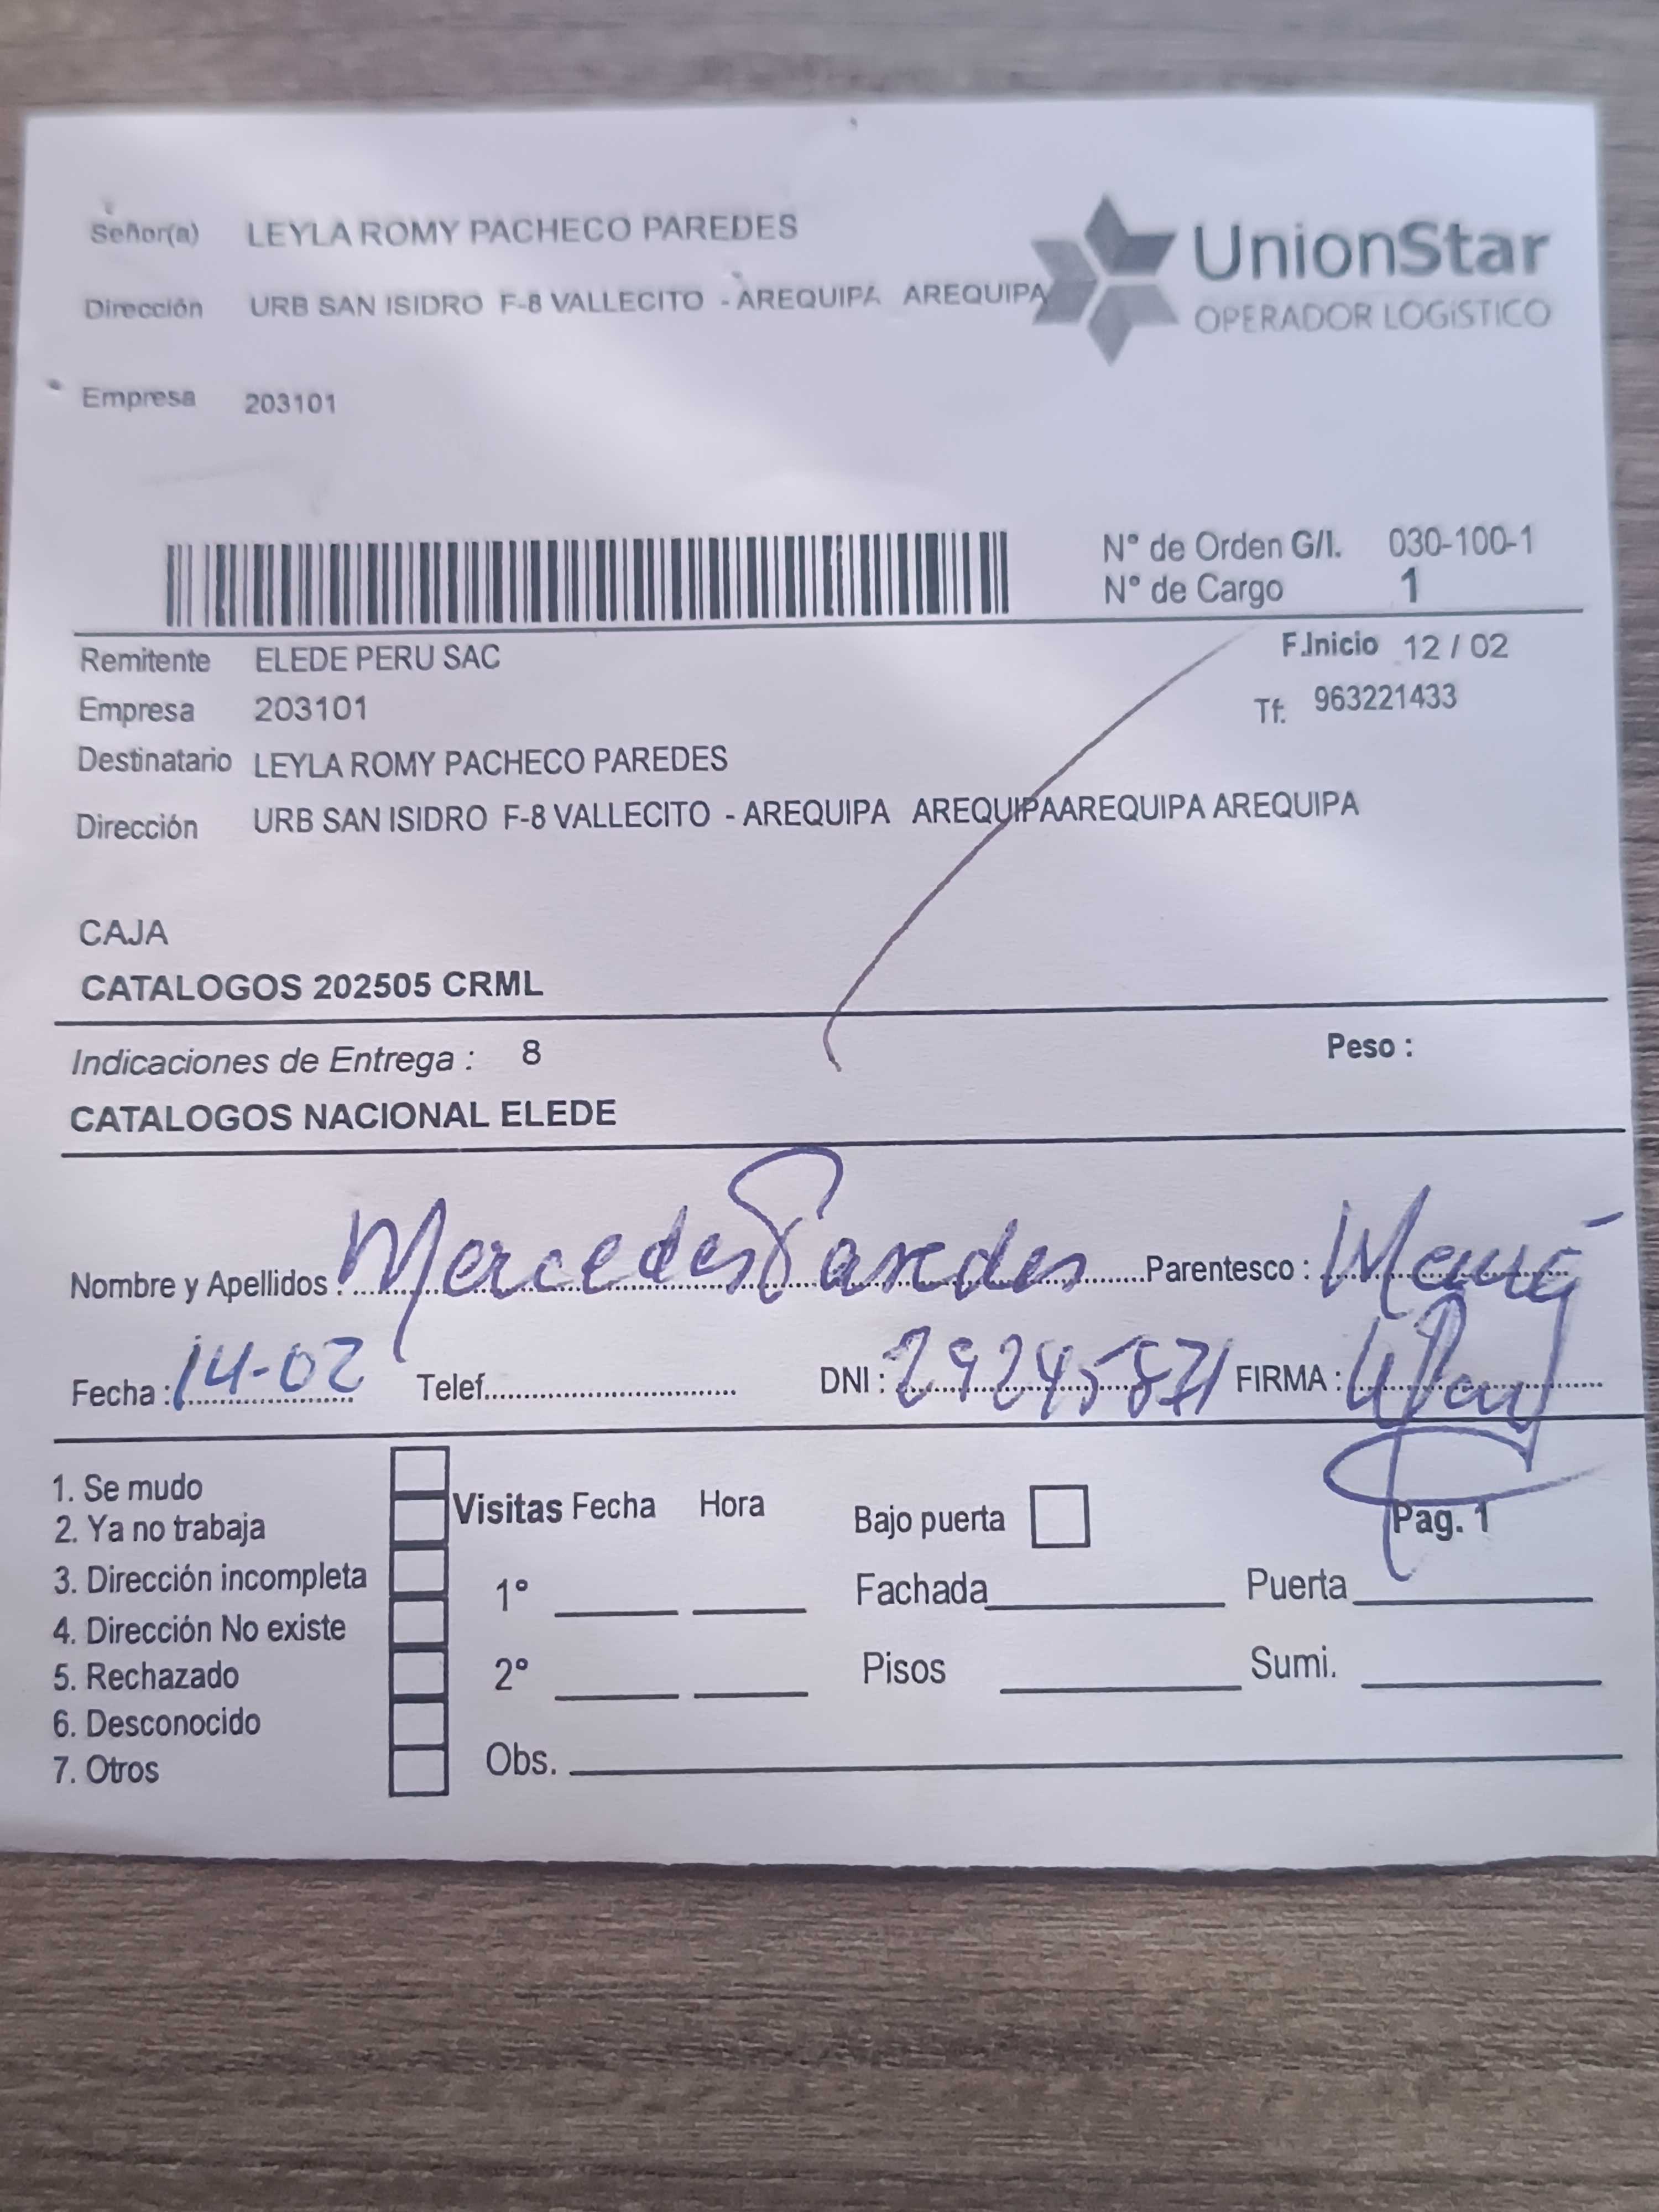 Señor(a) LEYLA ROMY PACHECO PAREDES
UnionStar
OPERADOR LOGíSTICO
Dirección URB SAN ISIDRO F-8 VALLECITO - AREQUIPA AREQUIPA
Empresa 203101
N° de Orden G/I. 030-100-1
N° de Cargo 1
Remitente ELEDE PERU SAC
F.Inicio 12 / 02
Empresa 203101
Tf: 963221433
Destinatario LEYLA ROMY PACHECO PAREDES
Dirección URB SAN ISIDRO F-8 VALLECITO - AREQUIPA AREQUIPAAREQUIPA AREQUIPA
CAJA
CATALOGOS 202505 CRML
Indicaciones de Entrega : 8 Peso :
CATALOGOS NACIONAL ELEDE
Nombre y Apellidos : Mercedes Paredes Parentesco :
Fecha : 14-02 Telef. DNI : 29245871 FIRMA :
1. Se mudo
2. Ya no trabaja
3. Dirección incompleta
4. Dirección No existe
5. Rechazado
6. Desconocido
7. Otros
Visitas Fecha Hora
1°
2°
Obs.
Bajo puerta
Pag. 1
Fachada Puerta
Pisos Sumi.